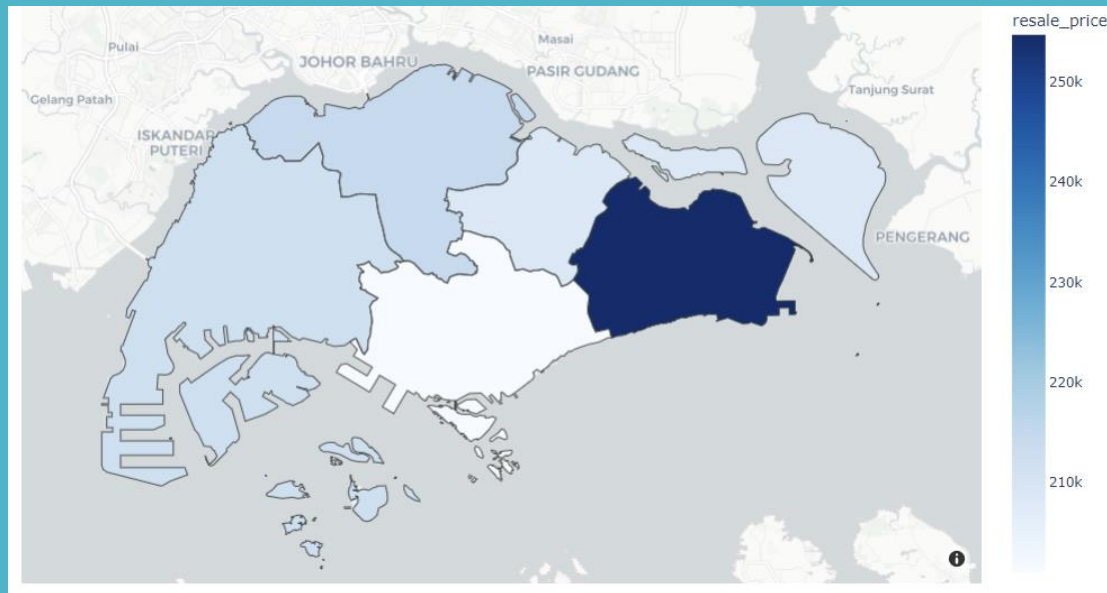 resale_price
Pulai
Masai
JOHOR BAHRU
PASIR GUDANG
Gelang Patah
Tanjung Surat
ISKANDAR
PUTERI
PENGERANG
250k
240k
230k
220k
210k
i